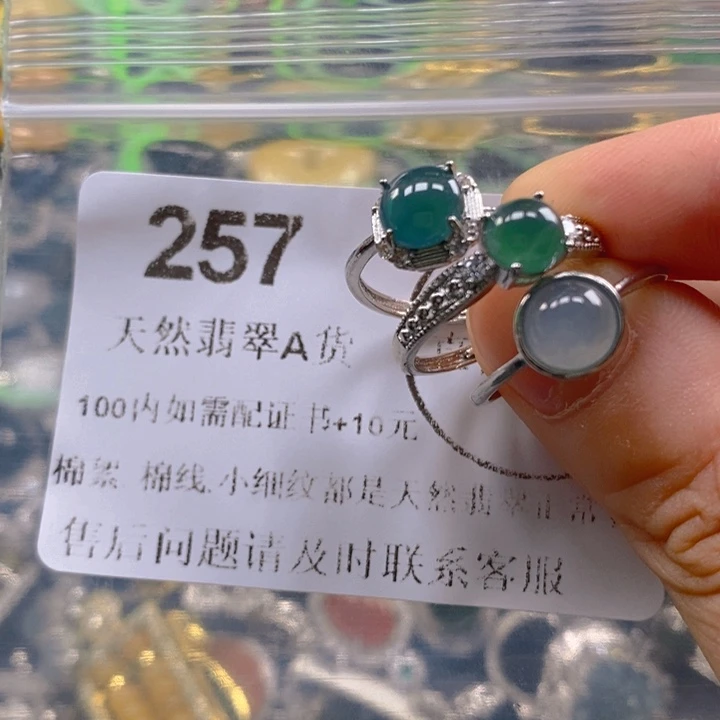 257
天然翡翠A货
100内如需配证书+10元
棉絮 棉线.小细纹都是天然翡翠正常
售后问题请及时联系客服